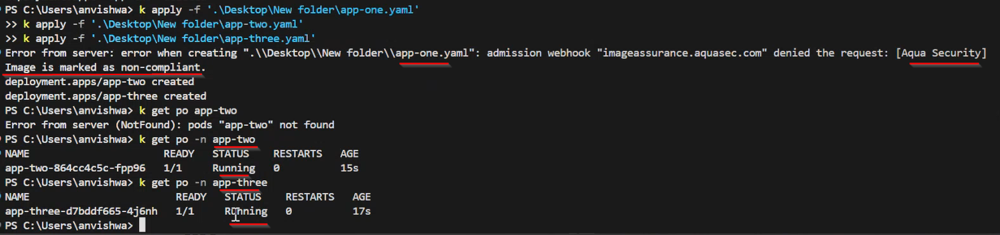 PS C:\Users\anvishwa> k apply -f '.\Desktop\New folder\app-one.yaml'
>> k apply -f '.\Desktop\New folder\app-two.yaml'
>> k apply -f '.\Desktop\New folder\app-three.yaml'
Error from server: error when creating ".\\Desktop\\New folder\\app-one.yaml": admission webhook "imageassurance.aquasec.com" denied the request: [Aqua Security]
Image is marked as non-compliant.
deployment.apps/app-two created
deployment.apps/app-three created
PS C:\Users\anvishwa> k get po app-two
Error from server (NotFound): pods "app-two" not found
PS C:\Users\anvishwa> k get po -n app-two
NAME READY STATUS RESTARTS AGE
app-two-864cc4c5c-fpp96 1/1 Running 0 15s
PS C:\Users\anvishwa> k get po -n app-three
NAME READY STATUS RESTARTS AGE
app-three-d7bddf665-4j6nh 1/1 Running 0 17s
PS C:\Users\anvishwa>